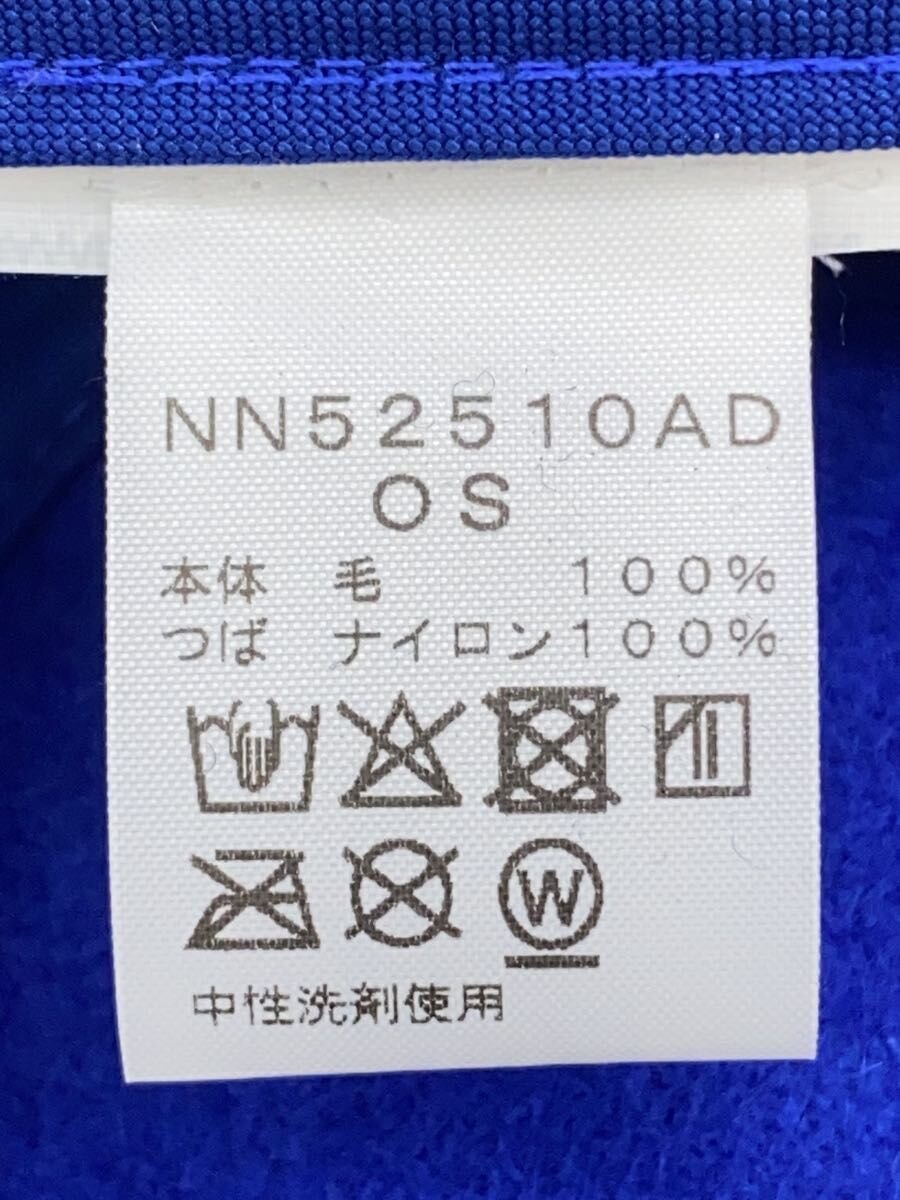 NN52510AD
OS
本体 毛 100%
つば ナイロン100%
W
中性洗剤使用